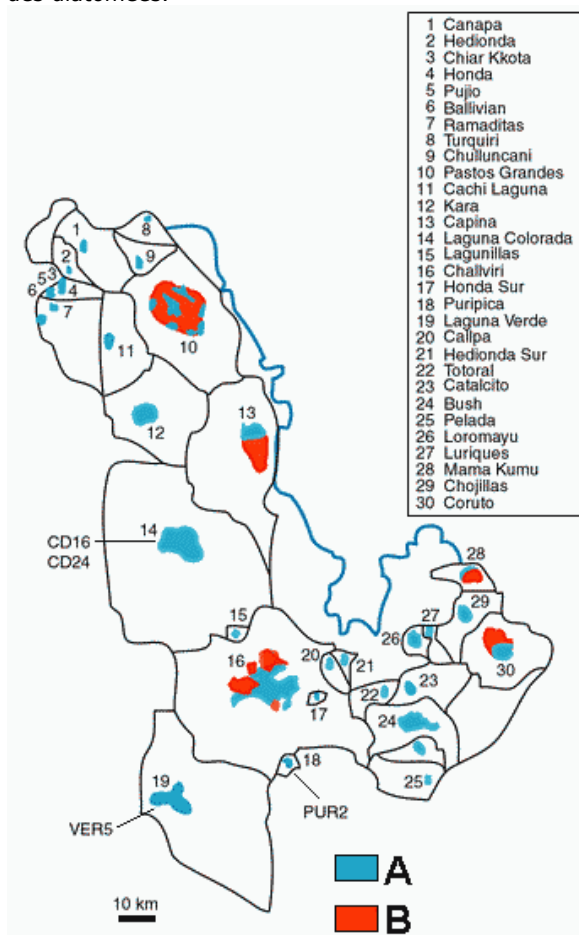 des diatomées.
1 Canapa
2 Hedionda
3 Chiar Kkota
4 Honda
5 Pujio
6 Ballivian
7 Ramaditas
8 Turquiri
9 Chulluncani
10 Pastos Grandes
11 Cachi Laguna
12 Kara
13 Capina
14 Laguna Colorada
15 Lagunillas
16 Challviri
17 Honda Sur
18 Puripica
19 Laguna Verde
20 Callpa
21 Hedionda Sur
22 Totoral
23 Catalcito
24 Bush
25 Pelada
26 Loromayu
27 Luriques
28 Mama Kumu
29 Chojillas
30 Coruto
1
8
2
9
5 3
6 4
7
10
11
12
13
14
CD16
CD24
28
29
27
26
15
30
20
21
16
23
22
17
24
18
19
25
PUR2
VER5
A
10 km
B